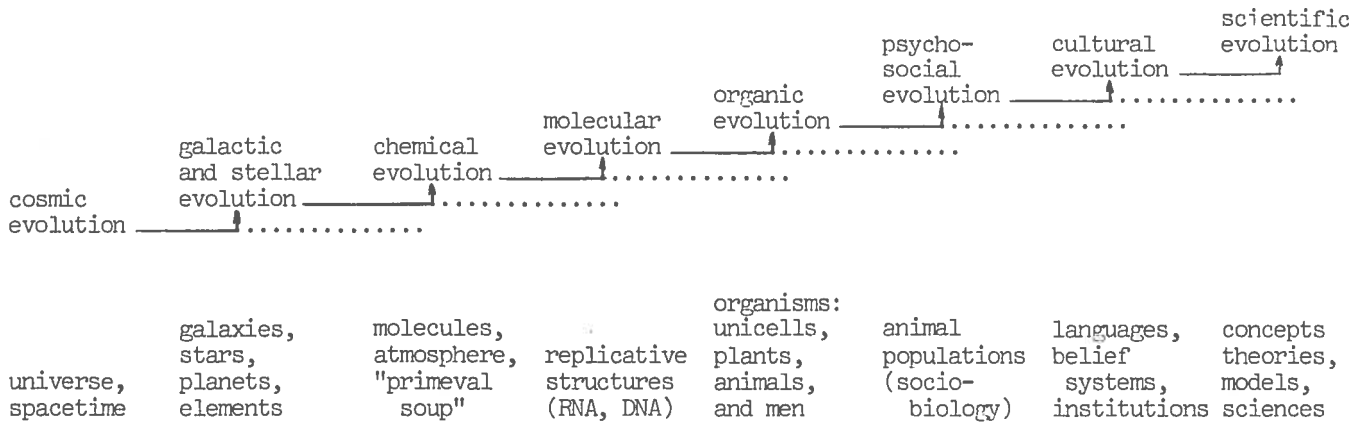 scientific
evolution
psycho-
social
evolution
cultural
evolution
organic
evolution
molecular
evolution
galactic
and stellar
evolution
chemical
evolution
cosmic
evolution
universe,
spacetime
galaxies,
stars,
planets,
elements
molecules,
atmosphere,
"primeval
soup"
replicative
structures
(RNA, DNA)
organisms:
unicells,
plants,
animals,
and men
animal
populations
(socio-
biology)
languages,
belief
systems,
institutions
concepts
theories,
models,
sciences